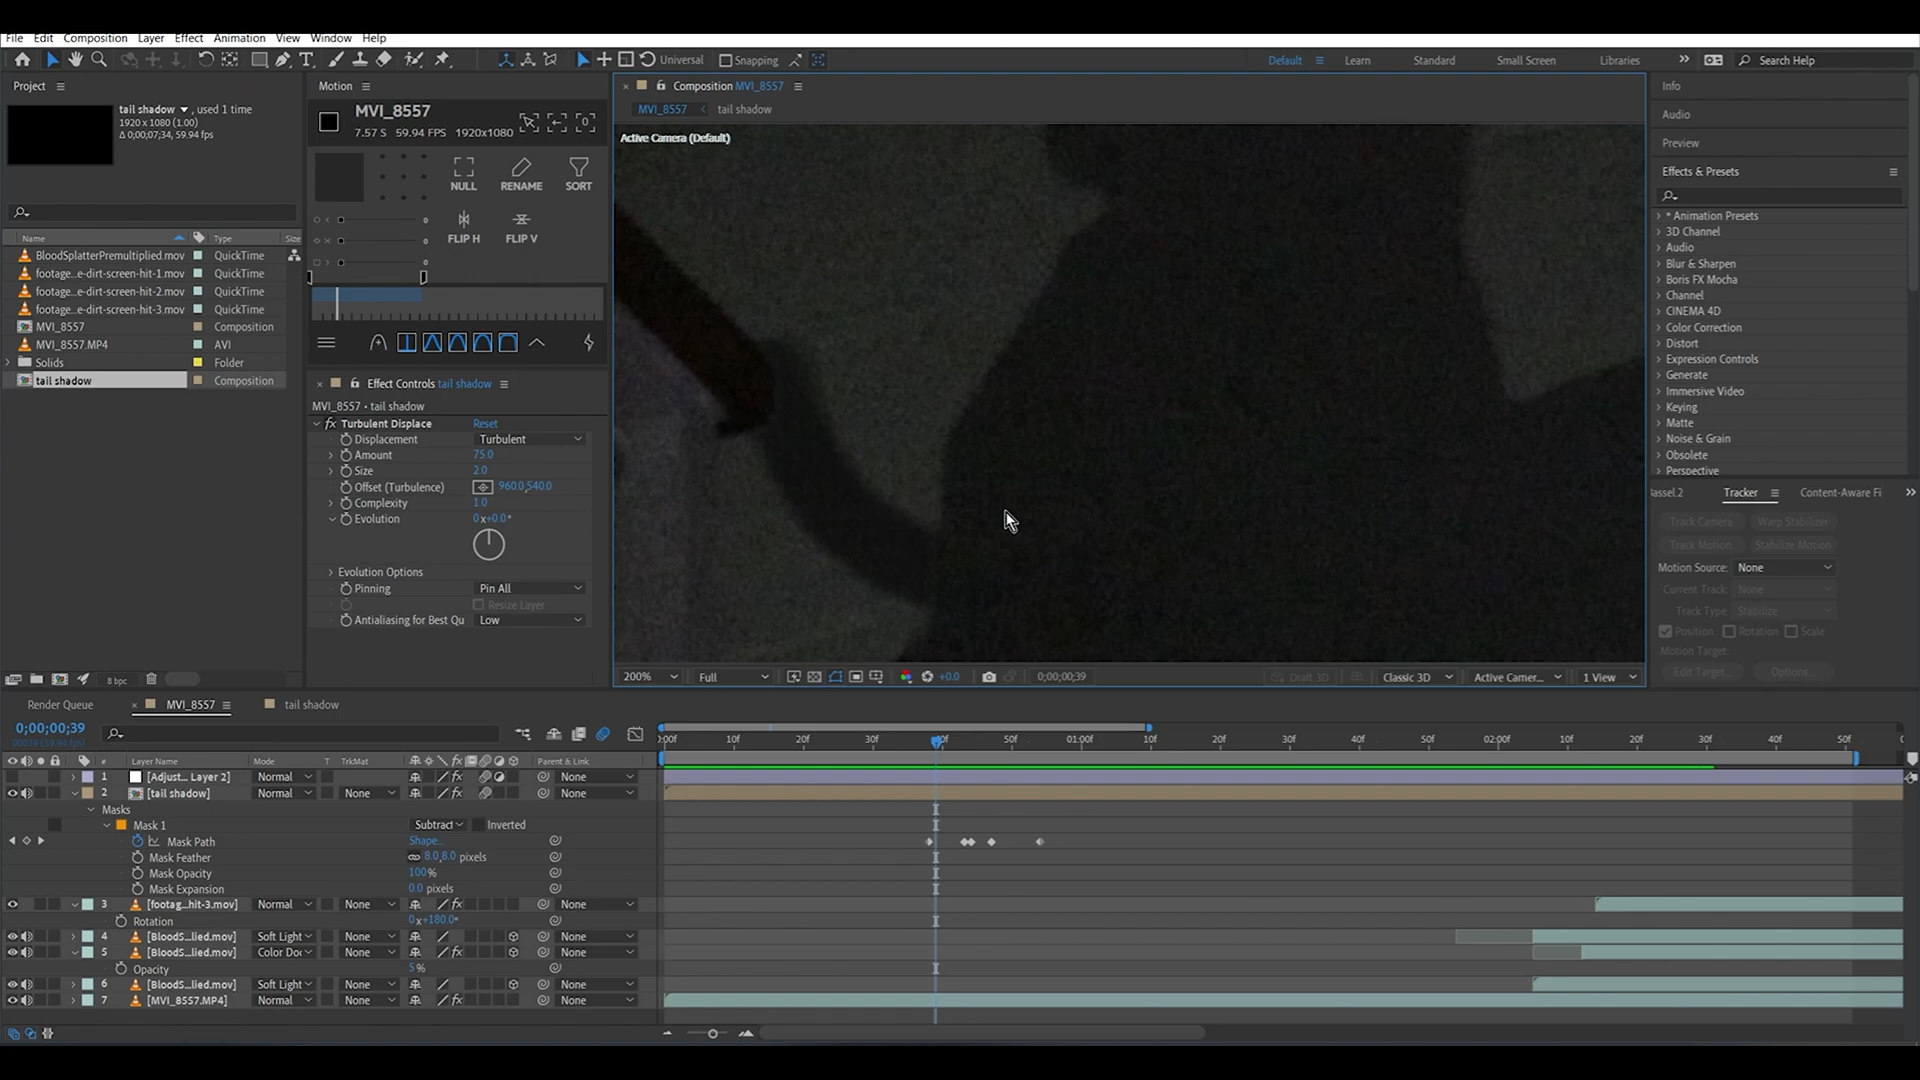 File Edit Composition Layer Effect Animation View Window Help
Universal Snapping Default Learn Standard Small Screen Libraries Search Help
Project
tail shadow , used 1 time
1920 x 1080 (1.00)
Δ 0;00;07;34, 59.94 fps
Name Type Size
BloodSplatterPremultiplied.mov QuickTime
footage...e-dirt-screen-hit-1.mov QuickTime
footage...e-dirt-screen-hit-2.mov QuickTime
footage...e-dirt-screen-hit-3.mov QuickTime
MVI_8557 Composition
MVI_8557.MP4 AVI
Solids Folder
tail shadow Composition
8 bpc
Motion
MVI_8557
7.57 S 59.94 FPS 1920x1080
NULL RENAME SORT
0
0
FLIP H FLIP V
0
Effect Controls tail shadow
MVI_8557 • tail shadow
fx Turbulent Displace Reset
Displacement Turbulent
Amount 75.0
Size 2.0
Offset (Turbulence) 960.0,540.0
Complexity 1.0
Evolution 0x+0.0°
Evolution Options
Pinning Pin All
Resize Layer
Antialiasing for Best Qu Low
Composition MVI_8557
MVI_8557 tail shadow
Active Camera (Default)
200% Full +0.0 0;00;00;39 Draft 3D Classic 3D Active Camer... 1 View
Info
Audio
Preview
Effects & Presets
* Animation Presets
3D Channel
Audio
Blur & Sharpen
Boris FX Mocha
Channel
CINEMA 4D
Color Correction
Distort
Expression Controls
Generate
Immersive Video
Keying
Matte
Noise & Grain
Obsolete
Perspective
assel.2 Tracker Content-Aware Fi
Track Camera Warp Stabilizer
Track Motion Stabilize Motion
Motion Source: None
Current Track: None
Track Type: Stabilize
Position Rotation Scale
Motion Target:
Edit Target... Options...
Render Queue MVI_8557 tail shadow
0;00;00;39
00039 (59.94 fps)
:00f 10f 20f 30f 40f 50f 01:00f 10f 20f 30f 40f 50f 02:00f 10f 20f 30f 40f 50f
# Layer Name Mode T TrkMat fx Parent & Link
1 [Adjust... Layer 2] Normal fx None
2 [tail shadow] Normal None fx None
Masks
Mask 1 Subtract Inverted
Mask Path Shape...
Mask Feather 8.0,8.0 pixels
Mask Opacity 100%
Mask Expansion 0.0 pixels
3 [footag...hit-3.mov] Normal None fx None
Rotation 0x+180.0°
4 [BloodS...lied.mov] Soft Light None None
5 [BloodS...lied.mov] Color Doc None fx None
Opacity 5%
6 [BloodS...lied.mov] Soft Light None None
7 [MVI_8557.MP4] Normal None fx None